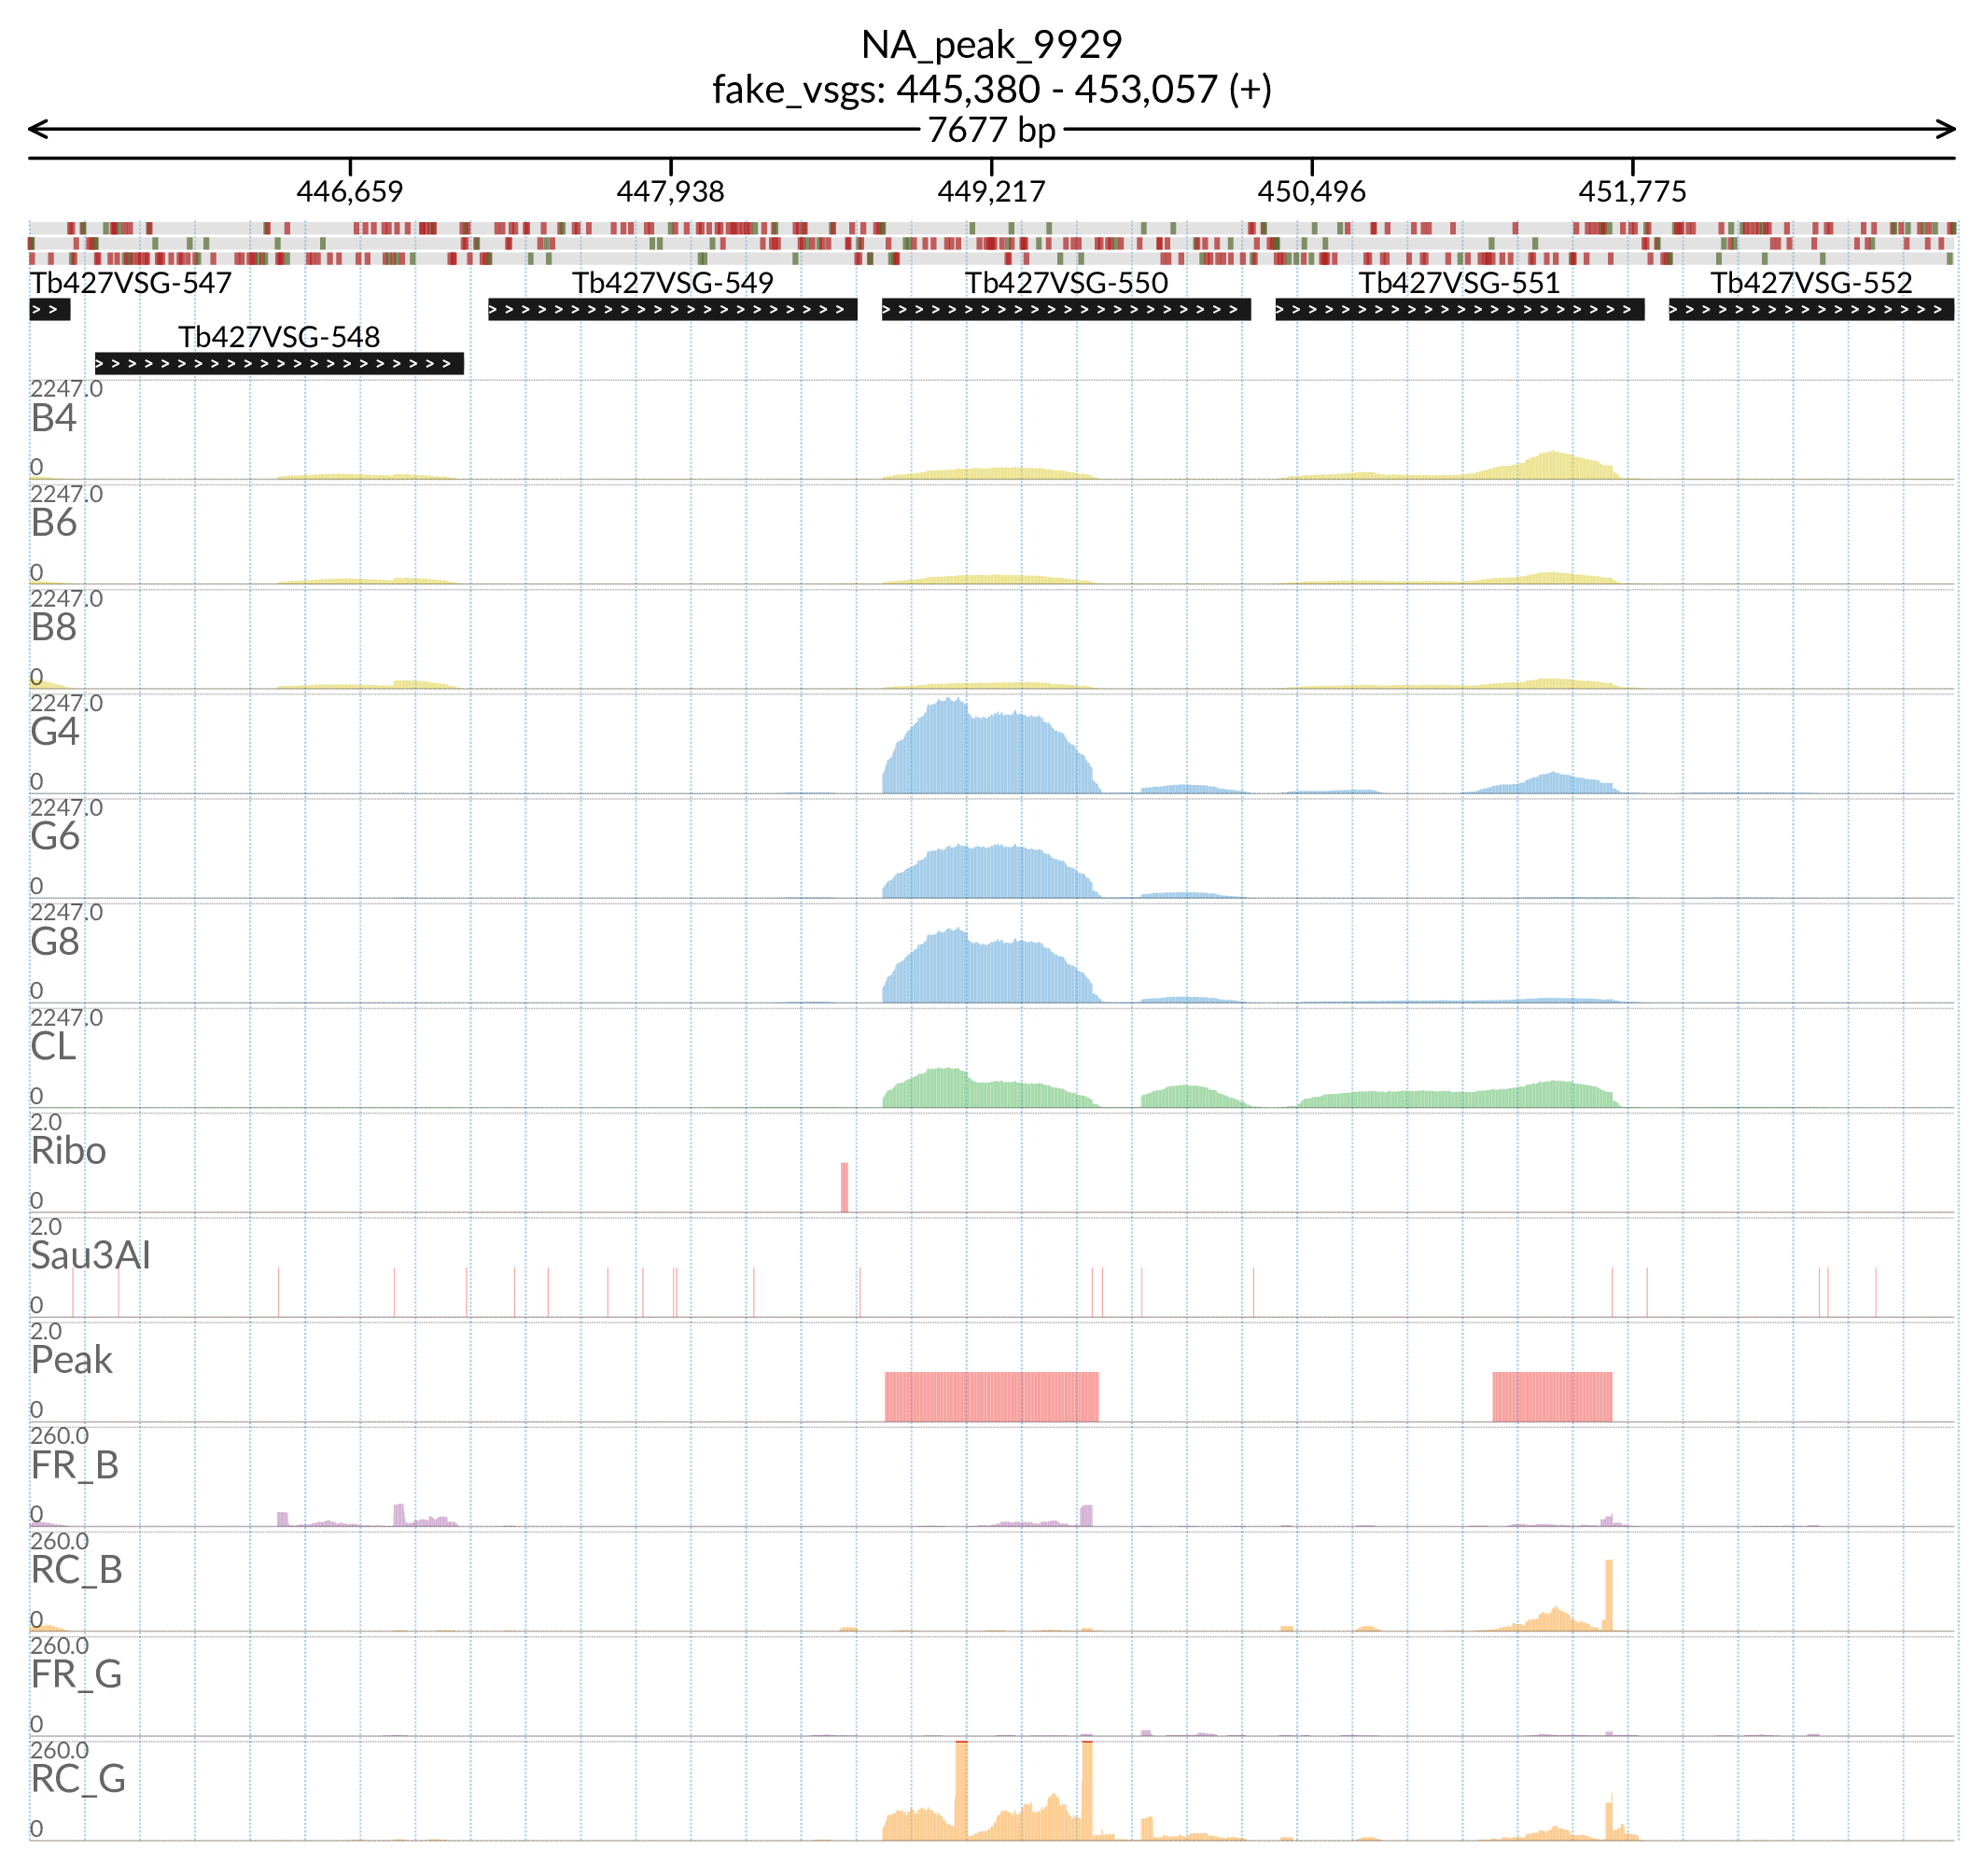 NA_peak_9929
fake_vsgs: 445,380 - 453,057 (+)
7677 bp
446,659 447,938 449,217 450,496 451,775
Tb427VSG-547 Tb427VSG-549 Tb427VSG-550 Tb427VSG-551 Tb427VSG-552
Tb427VSG-548
2247.0
B4
0
2247.0
B6
0
2247.0
B8
0
2247.0
G4
0
2247.0
G6
0
2247.0
G8
0
2247.0
CL
0
2.0
Ribo
0
2.0
Sau3AI
0
2.0
Peak
0
260.0
FR_B
0
260.0
RC_B
0
260.0
FR_G
0
260.0
RC_G
0